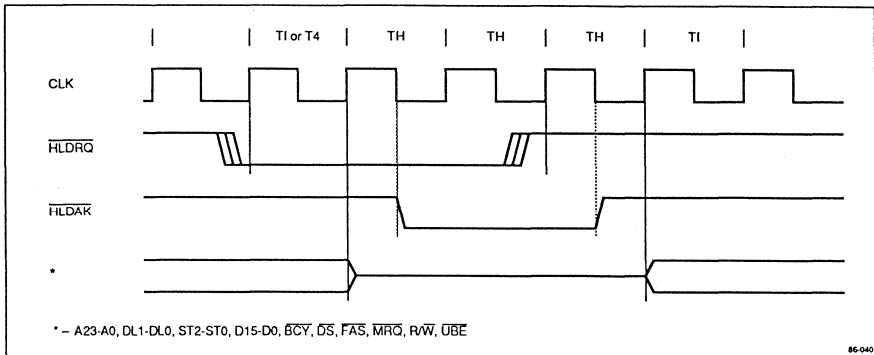 TI or T4 TH TH TH TI
CLK
HLDRQ
HLDAK
*
* – A23-A0, DL1-DL0, ST2-ST0, D15-D0, BCY, DS, FAS, MRQ, R/W, UBE
86-040